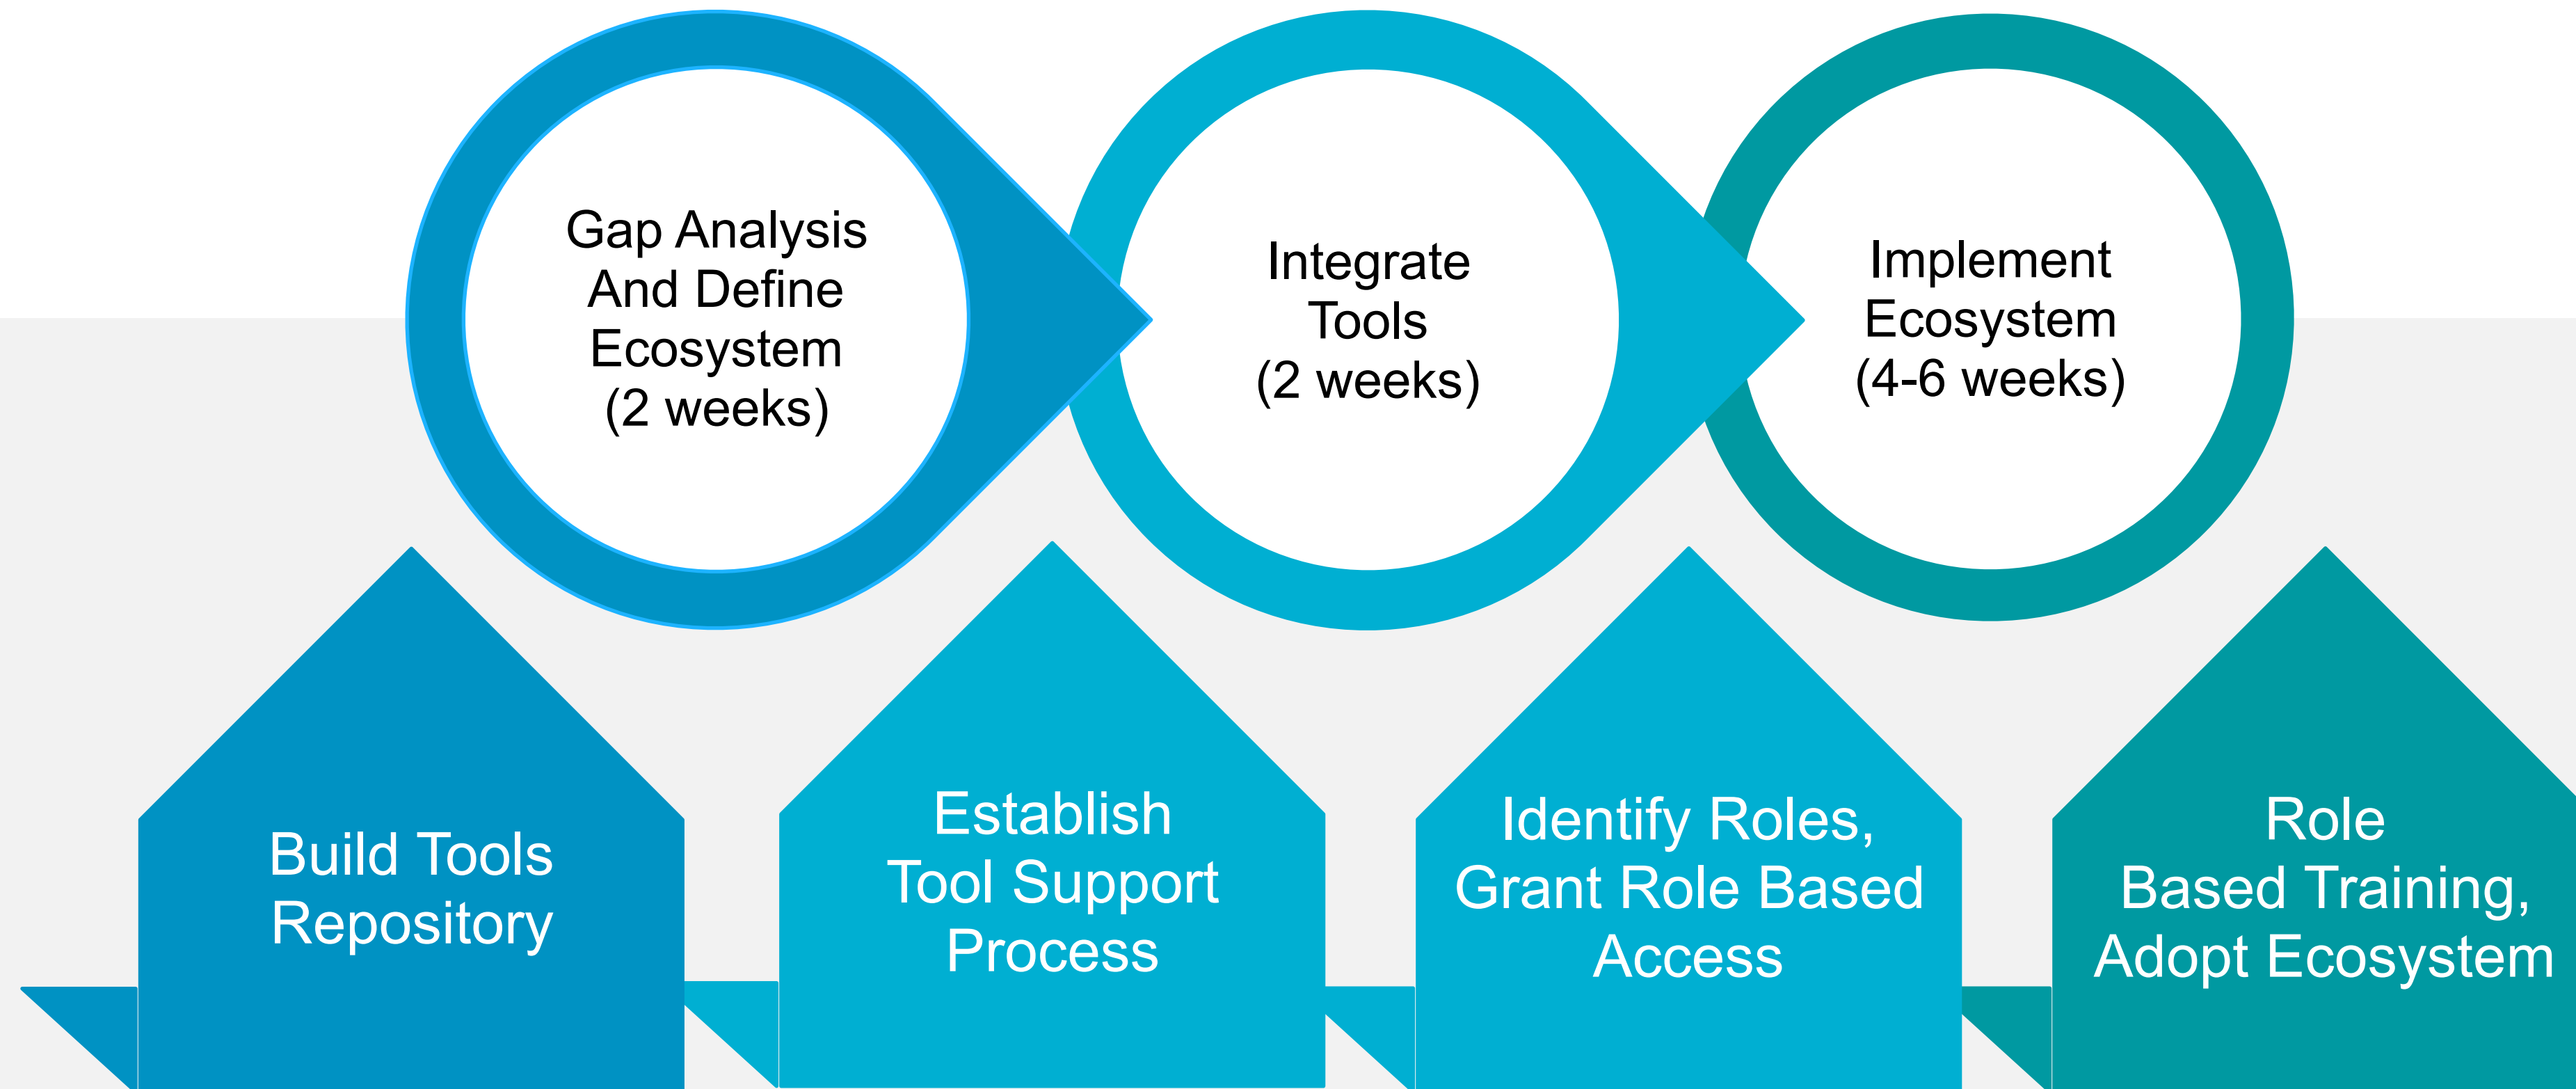 Gap Analysis
And Define
Ecosystem
(2 weeks)
Integrate
Tools
(2 weeks)
Implement
Ecosystem
(4-6 weeks)
Build Tools
Repository
Establish
Tool Support
Process
Identify Roles,
Grant Role Based
Access
Role
Based Training,
Adopt Ecosystem